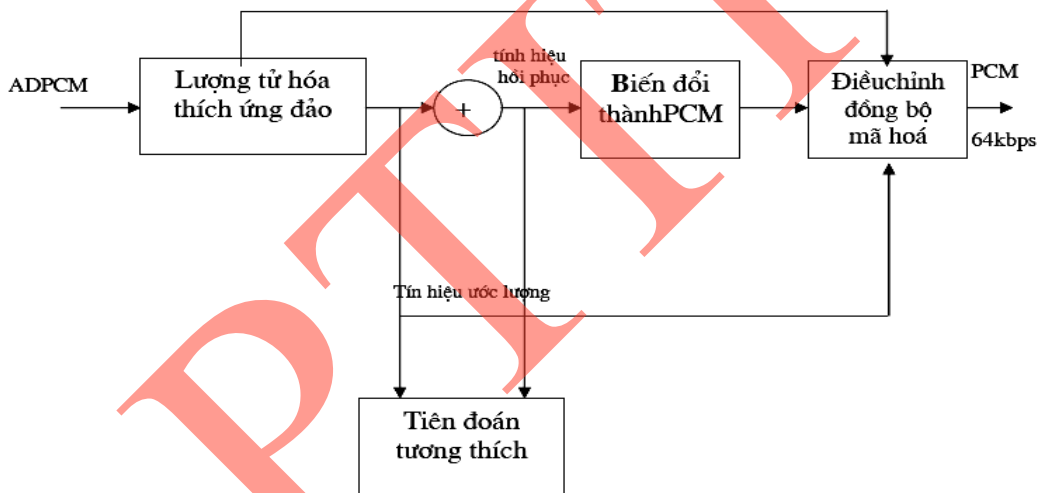 ADPCM
Lượng tử hóa
thích ứng đảo
+
tính hiệu
hồi phục
Biến đổi
thànhPCM
Điềuchỉnh
đồng bộ
mã hoá
PCM
64kbps
Tín hiệu ước lượng
Tiên đoán
tương thích
PTIT